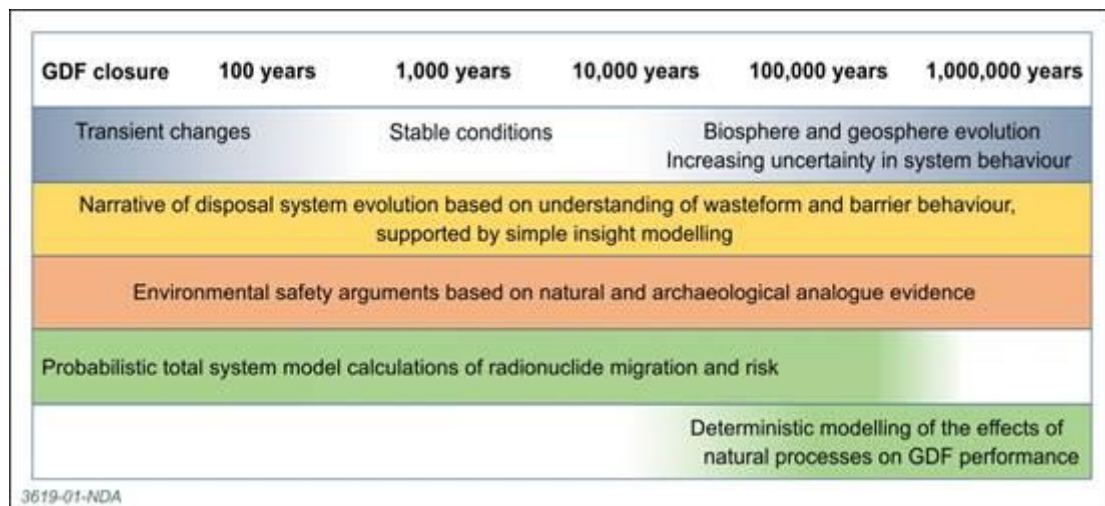 GDF closure 100 years 1,000 years 10,000 years 100,000 years 1,000,000 years
Transient changes
Stable conditions
Biosphere and geosphere evolution
Increasing uncertainty in system behaviour
Narrative of disposal system evolution based on understanding of wasteform and barrier behaviour,
supported by simple insight modelling
Environmental safety arguments based on natural and archaeological analogue evidence
Probabilistic total system model calculations of radionuclide migration and risk
Deterministic modelling of the effects of
natural processes on GDF performance
3619-01-NDA